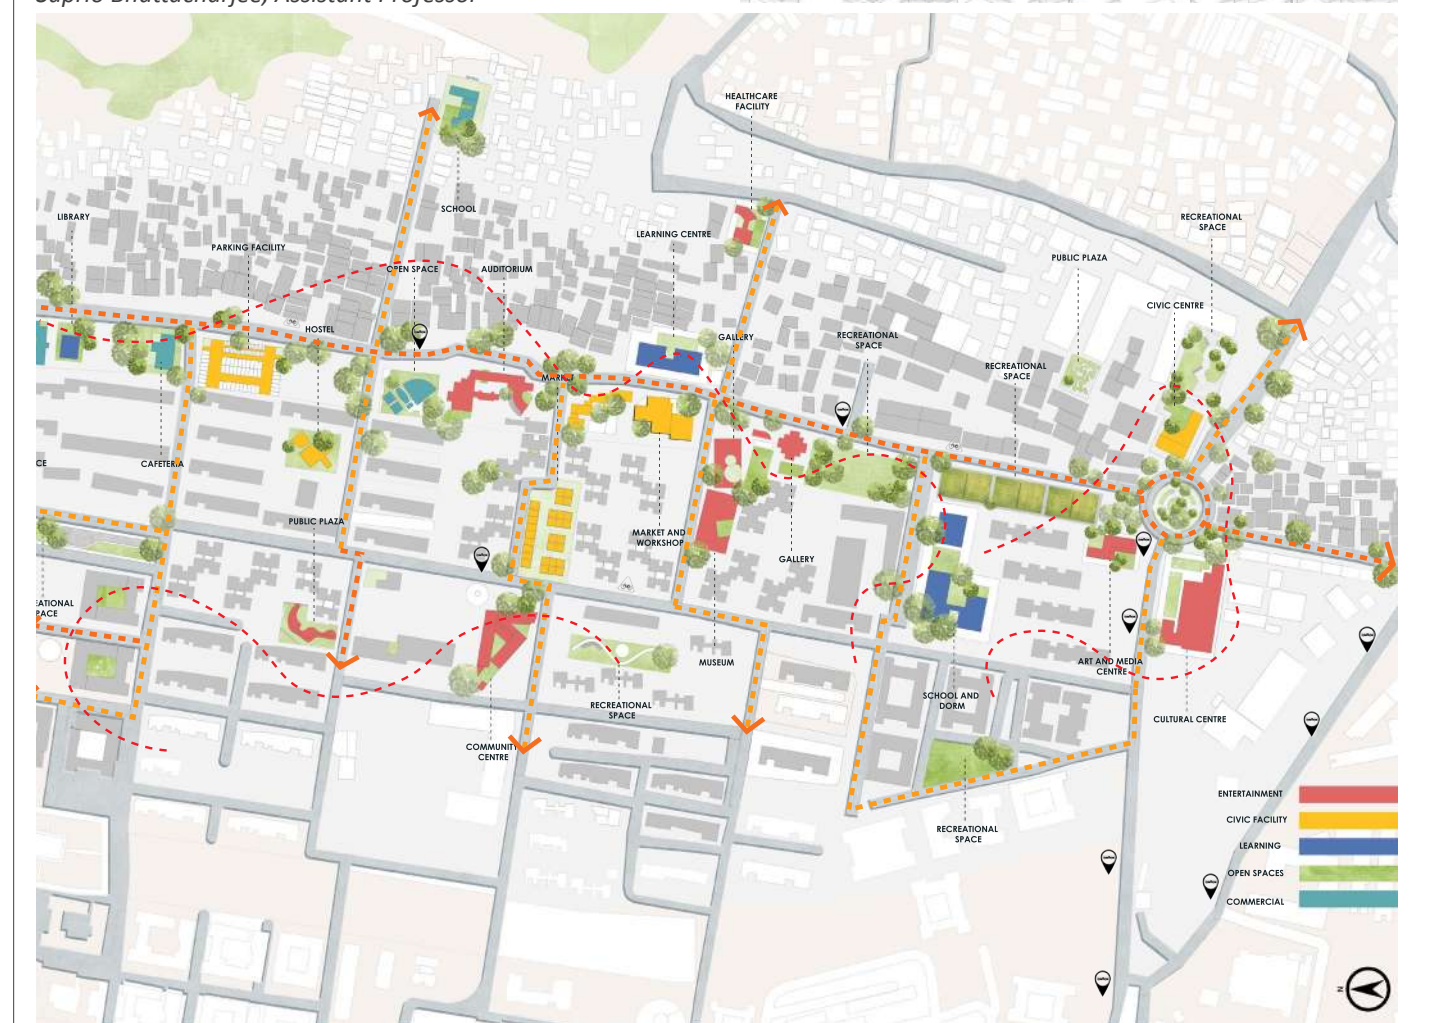 HEALTHCARE
FACILITY
LIBRARY
SCHOOL
RECREATIONAL
SPACE
LEARNING CENTRE
PARKING FACILITY
PUBLIC PLAZA
OPEN SPACE
AUDITORIUM
CIVIC CENTRE
HOSTEL
GALLERY
RECREATIONAL
SPACE
RECREATIONAL
SPACE
CAFETERIA
PUBLIC PLAZA
MARKET AND
WORKSHOP
GALLERY
MUSEUM
ART AND MEDIA
CENTRE
SCHOOL AND
DORM
RECREATIONAL
SPACE
CULTURAL CENTRE
COMMUNITY
CENTRE
RECREATIONAL
SPACE
ENTERTAINMENT
CIVIC FACILITY
LEARNING
OPEN SPACES
COMMERCIAL
N